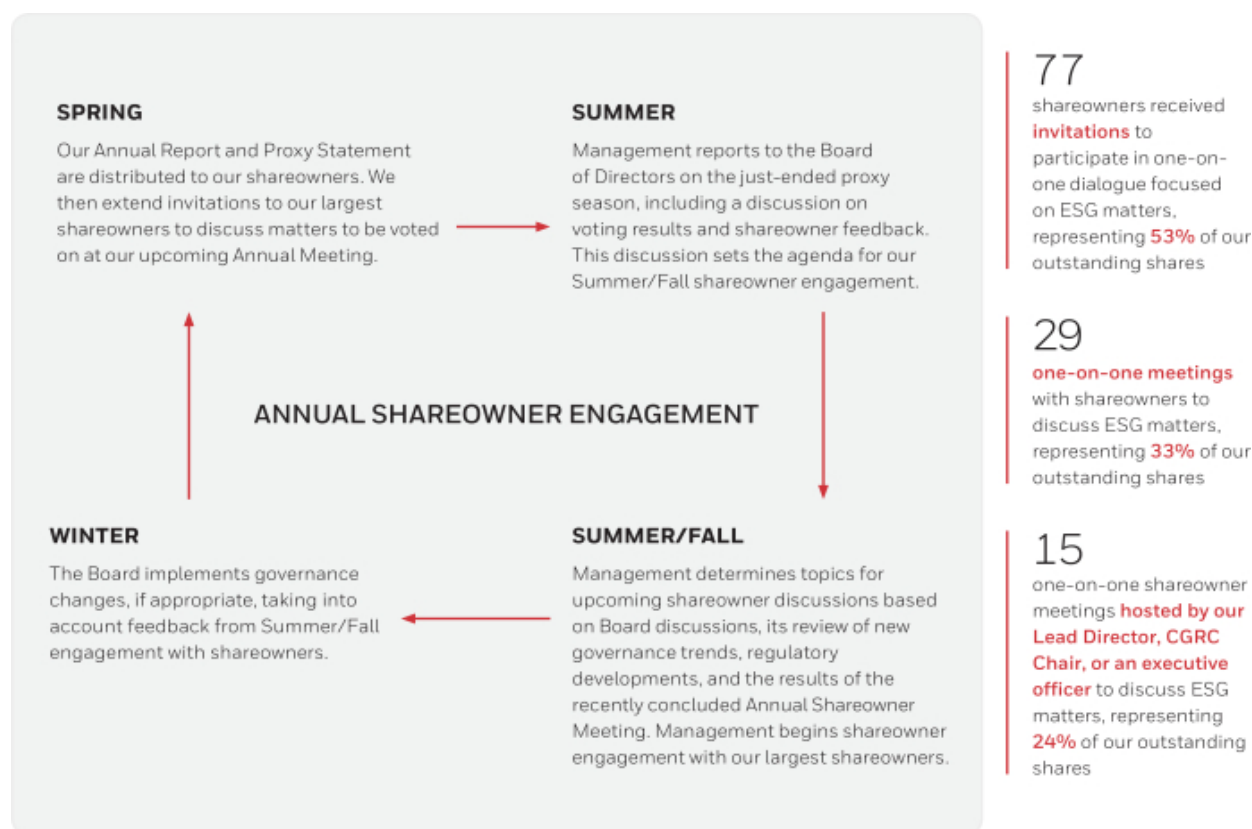 SPRING
Our Annual Report and Proxy Statement
are distributed to our shareowners. We
then extend invitations to our largest
shareowners to discuss matters to be voted
on at our upcoming Annual Meeting.
SUMMER
Management reports to the Board
of Directors on the just-ended proxy
season, including a discussion on
voting results and shareowner feedback.
This discussion sets the agenda for our
Summer/Fall shareowner engagement.
ANNUAL SHAREOWNER ENGAGEMENT
WINTER
The Board implements governance
changes, if appropriate, taking into
account feedback from Summer/Fall
engagement with shareowners.
SUMMER/FALL
Management determines topics for
upcoming shareowner discussions based
on Board discussions, its review of new
governance trends, regulatory
developments, and the results of the
recently concluded Annual Shareowner
Meeting. Management begins shareowner
engagement with our largest shareowners.
77
shareowners received
invitations to
participate in one-on-
one dialogue focused
on ESG matters,
representing 53% of our
outstanding shares
29
one-on-one meetings
with shareowners to
discuss ESG matters,
representing 33% of our
outstanding shares
15
one-on-one shareowner
meetings hosted by our
Lead Director, CGRC
Chair, or an executive
officer to discuss ESG
matters, representing
24% of our outstanding
shares